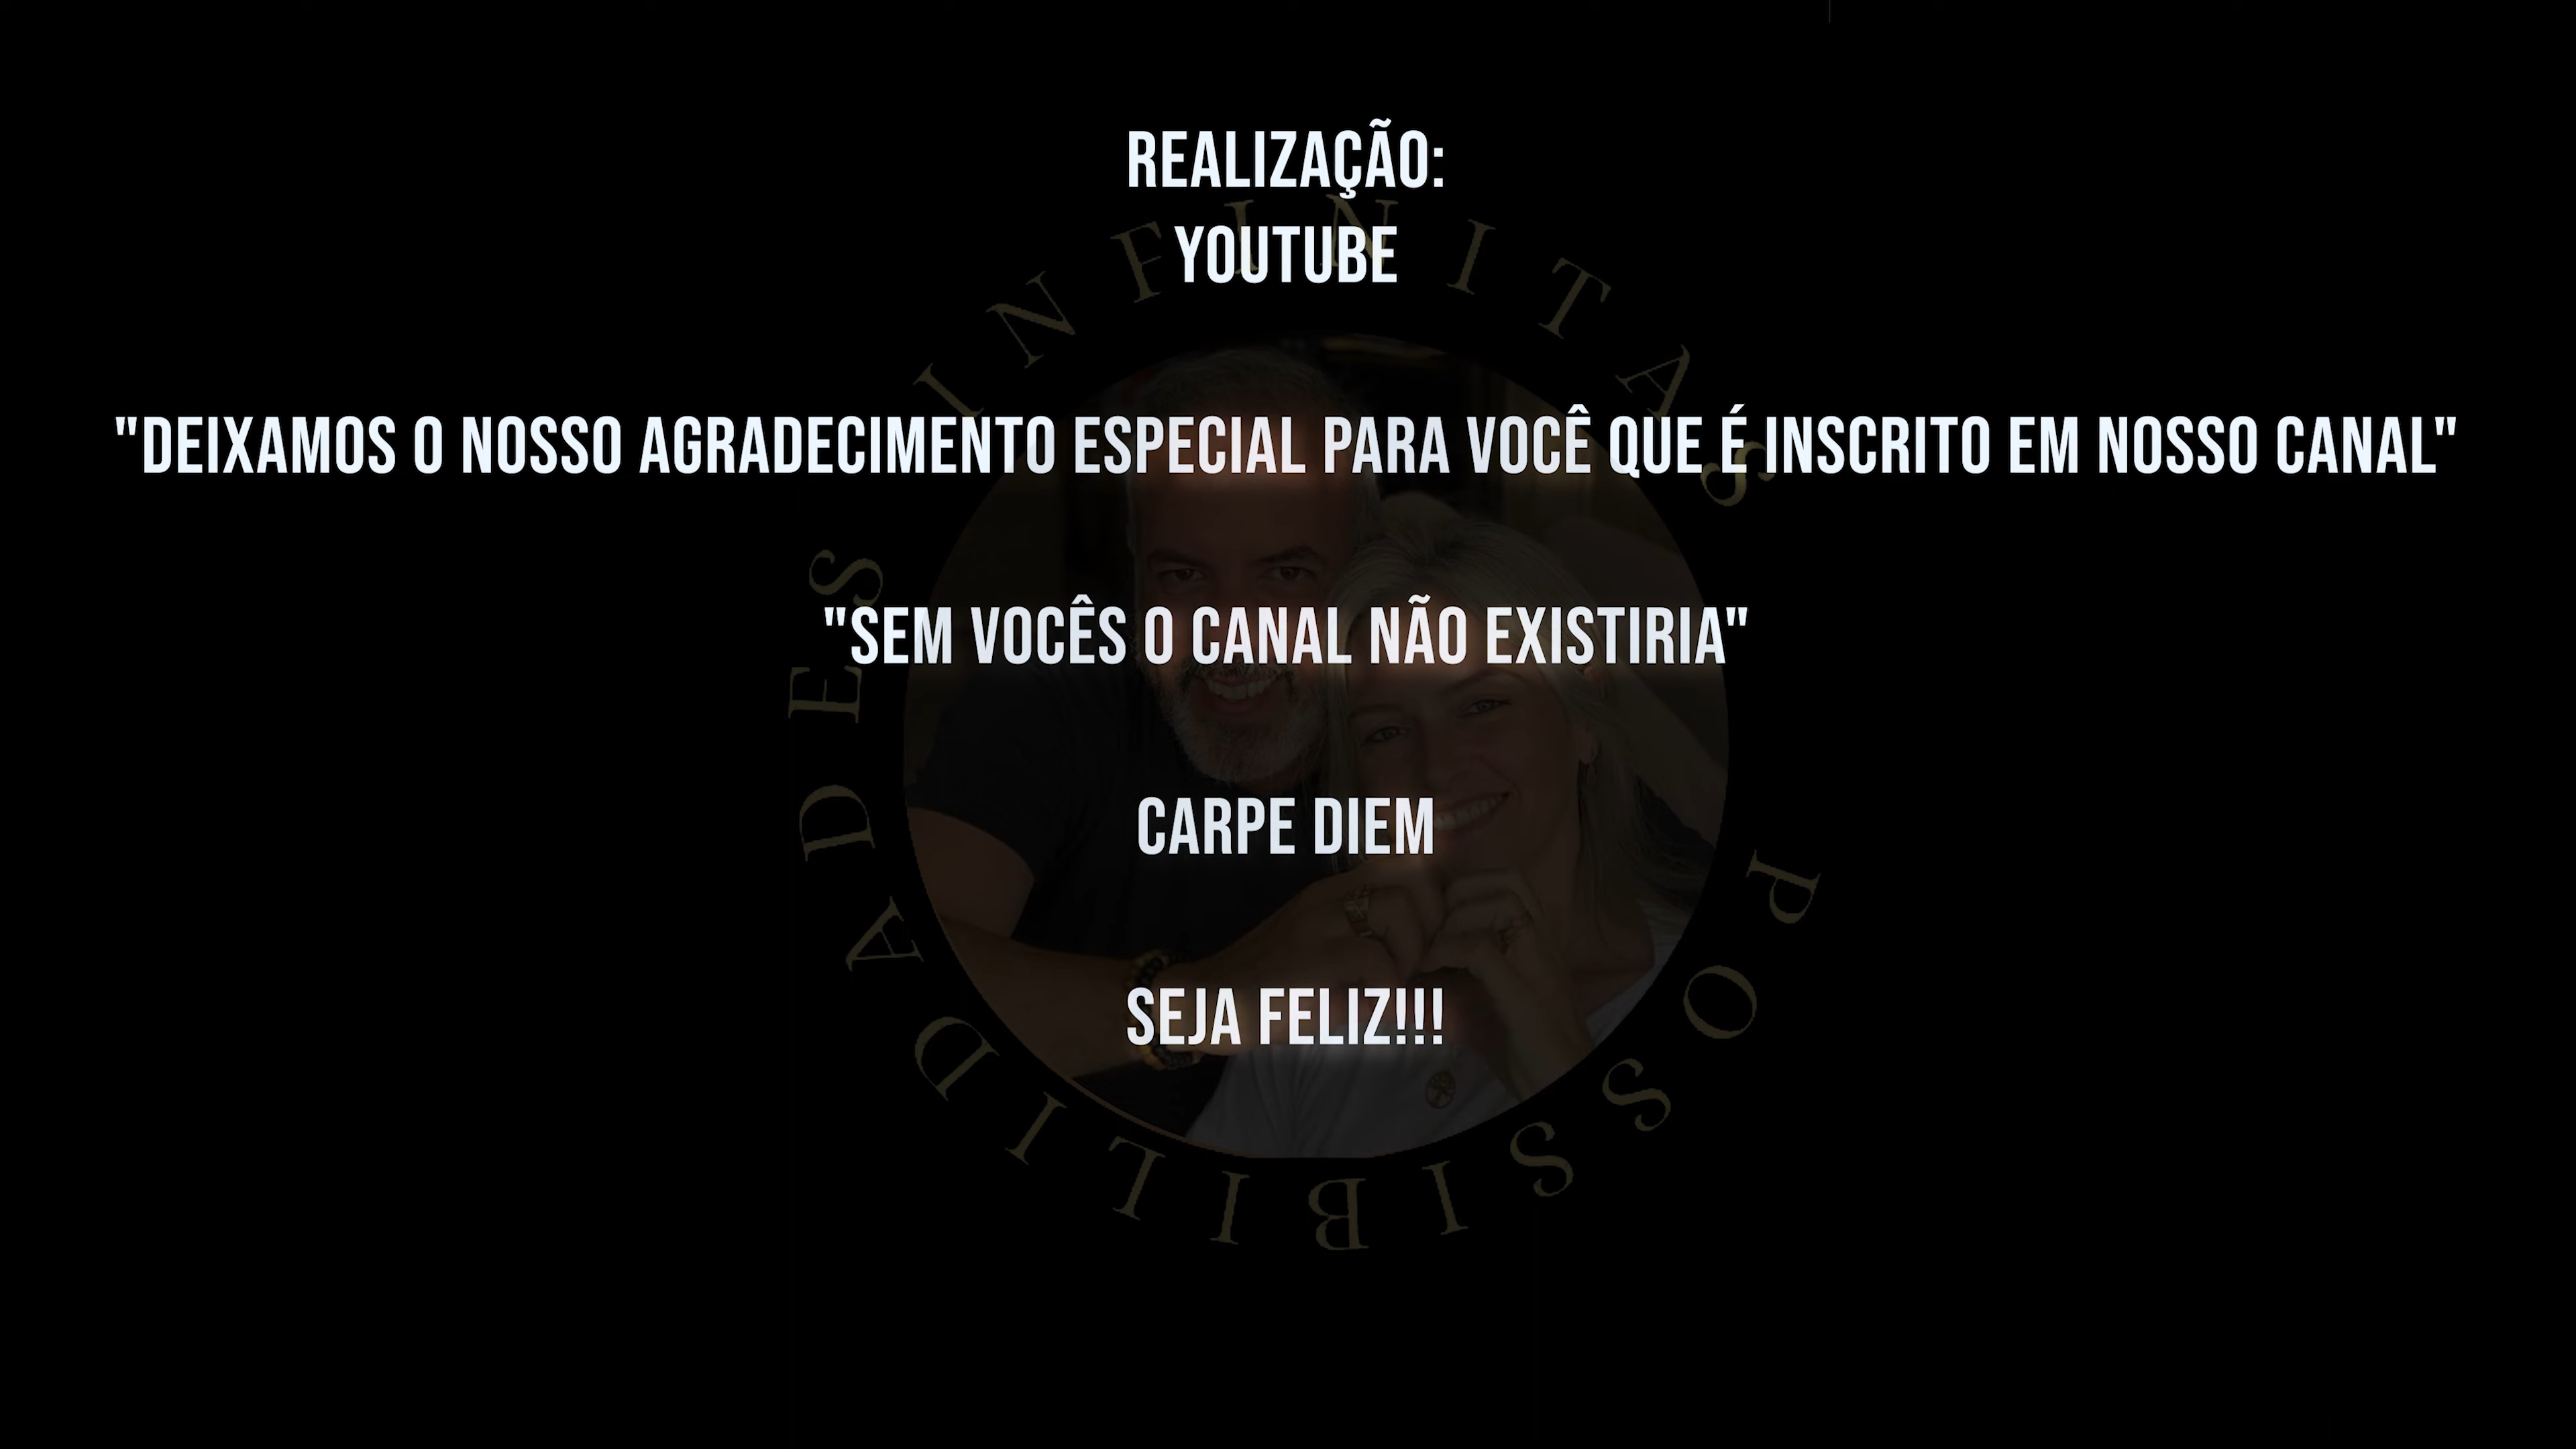 REALIZAÇÃO:
YOUTUBE
"DEIXAMOS O NOSSO AGRADECIMENTO ESPECIAL PARA VOCÊ QUE É INSCRITO EM NOSSO CANAL"
"SEM VOCÊS O CANAL NÃO EXISTIRIA"
CARPE DIEM
SEJA FELIZ!!!
INFINITAS POSSIBILIDADES